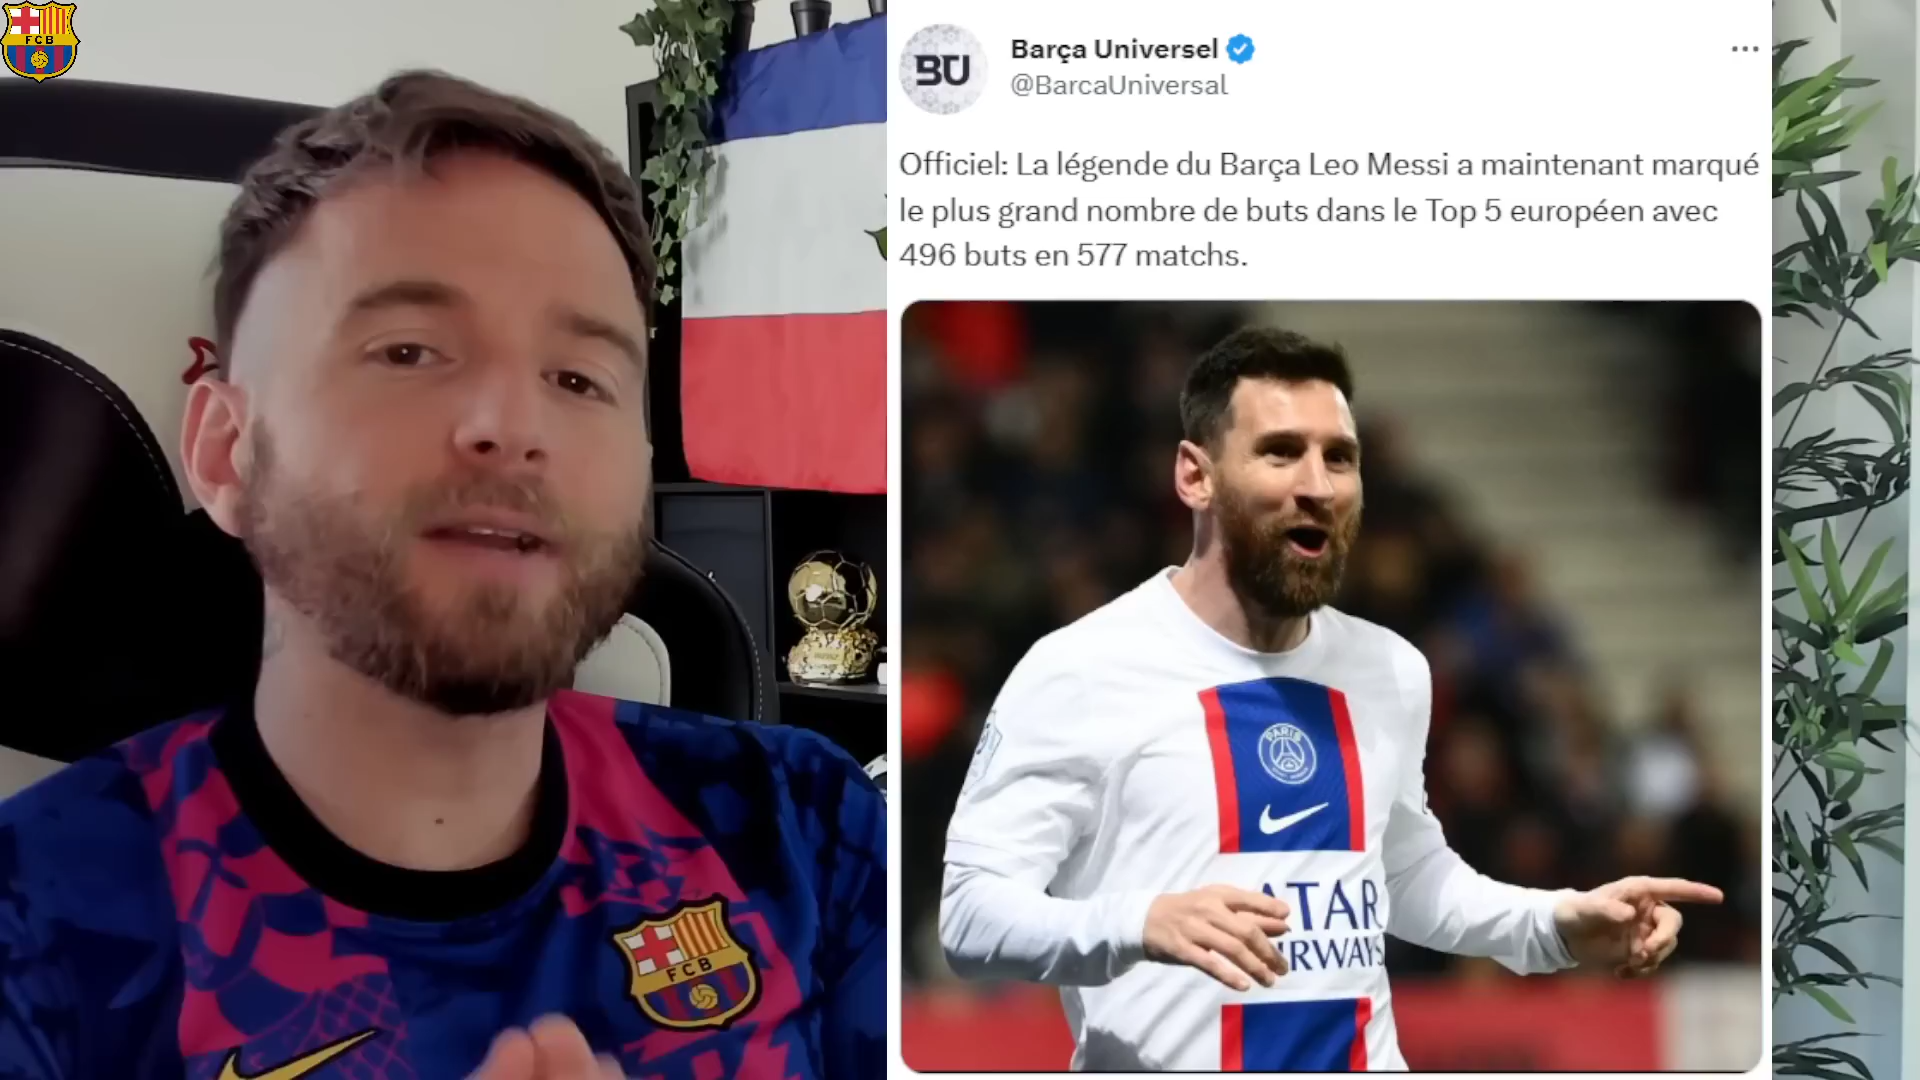 FCB
Barça Universel
@BarcaUniversal
BU
Officiel: La légende du Barça Leo Messi a maintenant marqué
le plus grand nombre de buts dans le Top 5 européen avec
496 buts en 577 matchs.
PARIS
ATAR
IRWAYS
FCB